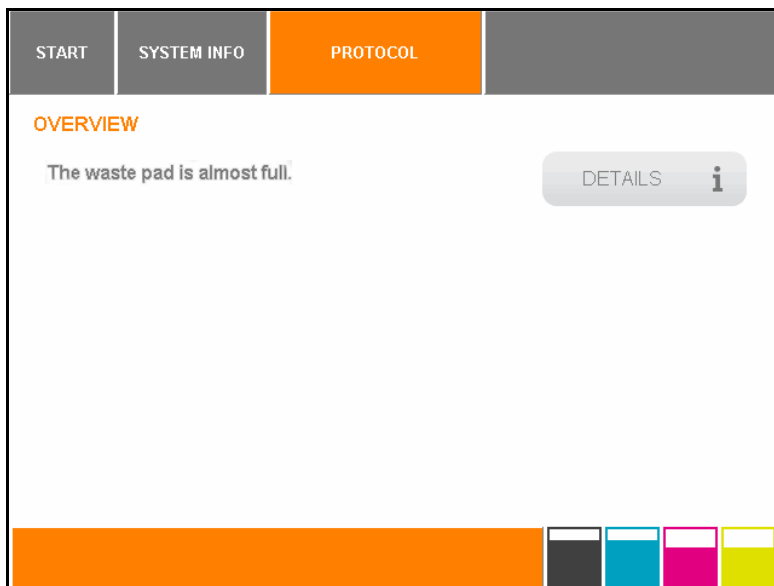 START
SYSTEM INFO
PROTOCOL
OVERVIEW
The waste pad is almost full.
DETAILS i